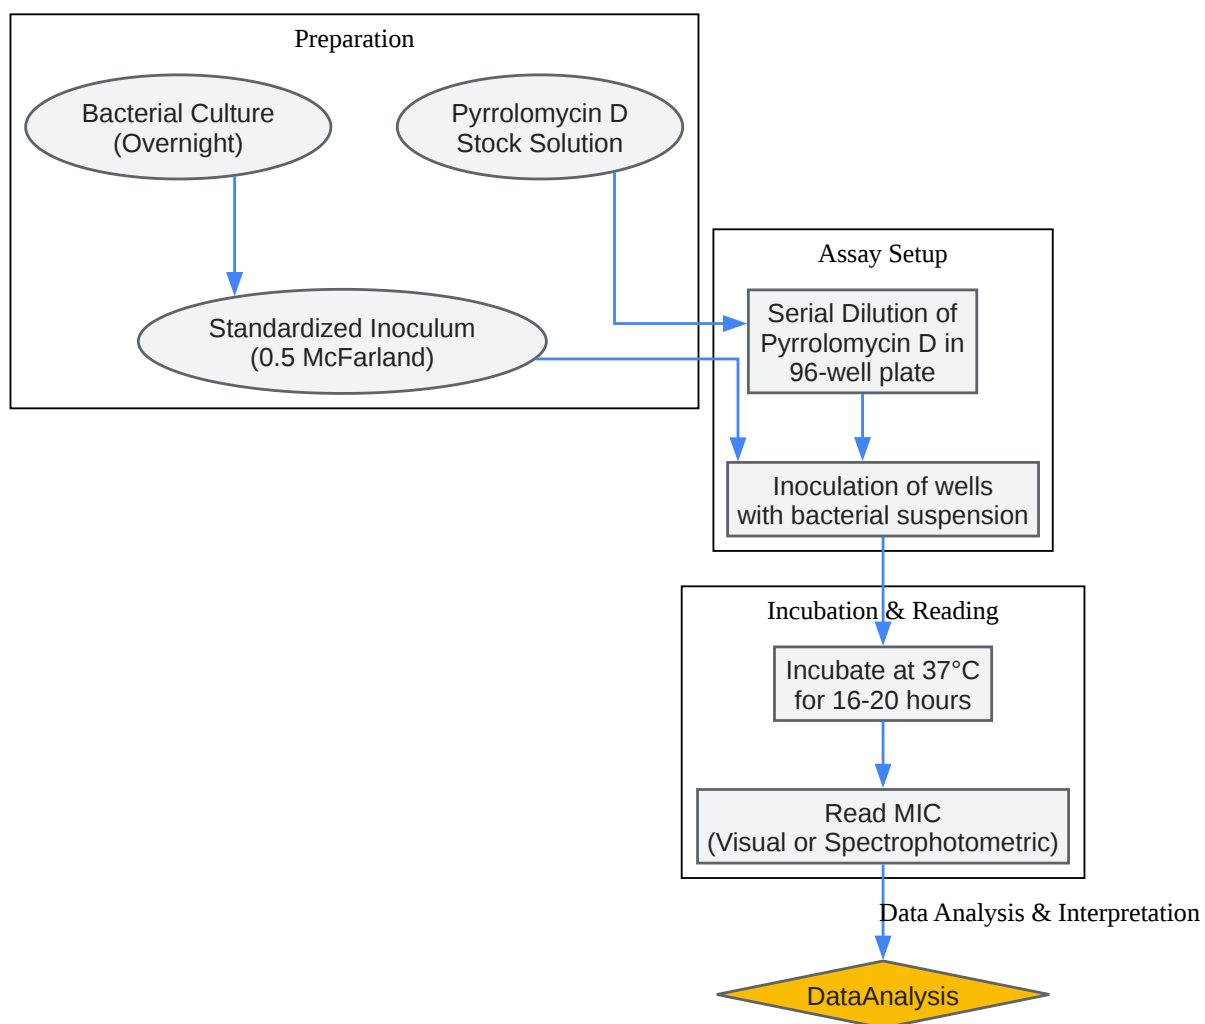 Preparation
Bacterial Culture
(Overnight)
Pyrrolomycin D
Stock Solution
Standardized Inoculum
(0.5 McFarland)
Assay Setup
Serial Dilution of
Pyrrolomycin D in
96-well plate
Inoculation of wells
with bacterial suspension
Incubation & Reading
Incubate at 37°C
for 16-20 hours
Read MIC
(Visual or Spectrophotometric)
Data Analysis & Interpretation
DataAnalysis